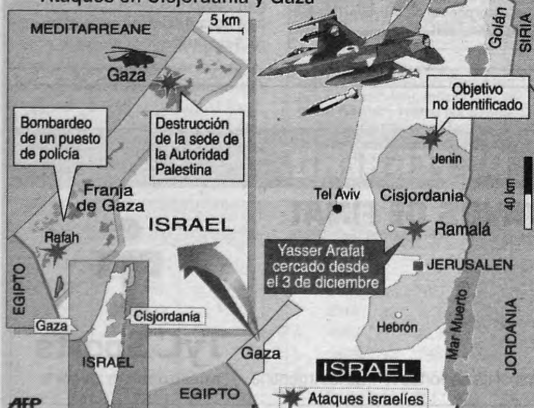 Ataques en Cisjordania y Gaza
MEDITARREANE
5 km
Gaza
Bombardeo
de un puesto
de policía
Destrucción
de la sede de
la Autoridad
Palestina
Franja
de Gaza
Rafah
ISRAEL
EGIPTO
Gaza
Cisjordanía
ISRAEL
EGIPTO
AFP
Golán
SIRIA
Objetivo
no identificado
Jenin
40 km
Tel Aviv
Cisjordania
Ramalá
Yasser Arafat
cercado desde
el 3 de diciembre
JERUSALEN
Hebrón
Mar Muerto
JORDANIA
Gaza
ISRAEL
Ataques israelíes